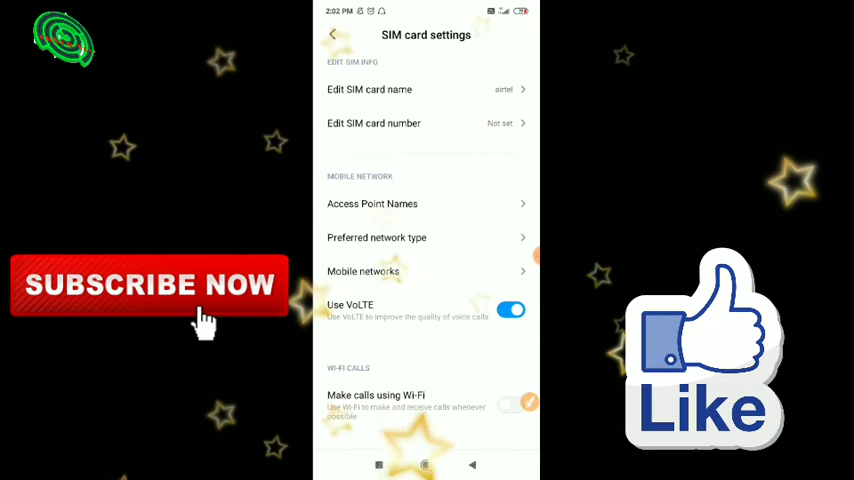 2:02 PM
SIM card settings
EDIT SIM INFO
Edit SIM card name
airtel
Edit SIM card number
Not set
MOBILE NETWORK
Access Point Names
Preferred network type
Mobile networks
Use VoLTE
Use VoLTE to improve the quality of voice calls
WI-FI CALLS
Make calls using Wi-Fi
Use Wi-Fi to make and receive calls whenever
possible
SUBSCRIBE NOW
Like